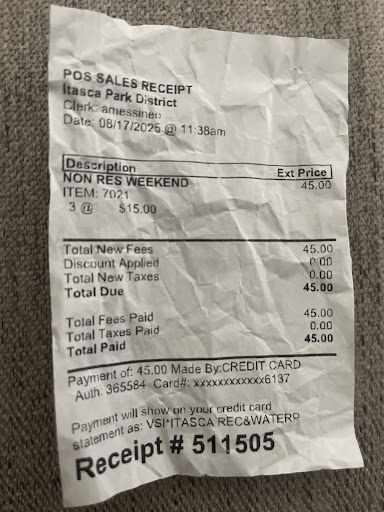 POS SALES RECEIPT
Itasca Park District
Clerk: amessineo
Date: 08/17/2025 @ 11:38am
Description Ext Price
NON RES WEEKEND 45.00
ITEM: 7021
3 @ $15.00
Total New Fees 45.00
Discount Applied 0.00
Total New Taxes 0.00
Total Due 45.00
Total Fees Paid 45.00
Total Taxes Paid 0.00
Total Paid 45.00
Payment of: 45.00 Made By:CREDIT CARD
Auth: 365584 Card#: xxxxxxxxxxxx6137
Payment will show on your credit card
statement as: VSI*ITASCA REC&WATERP
Receipt # 511505